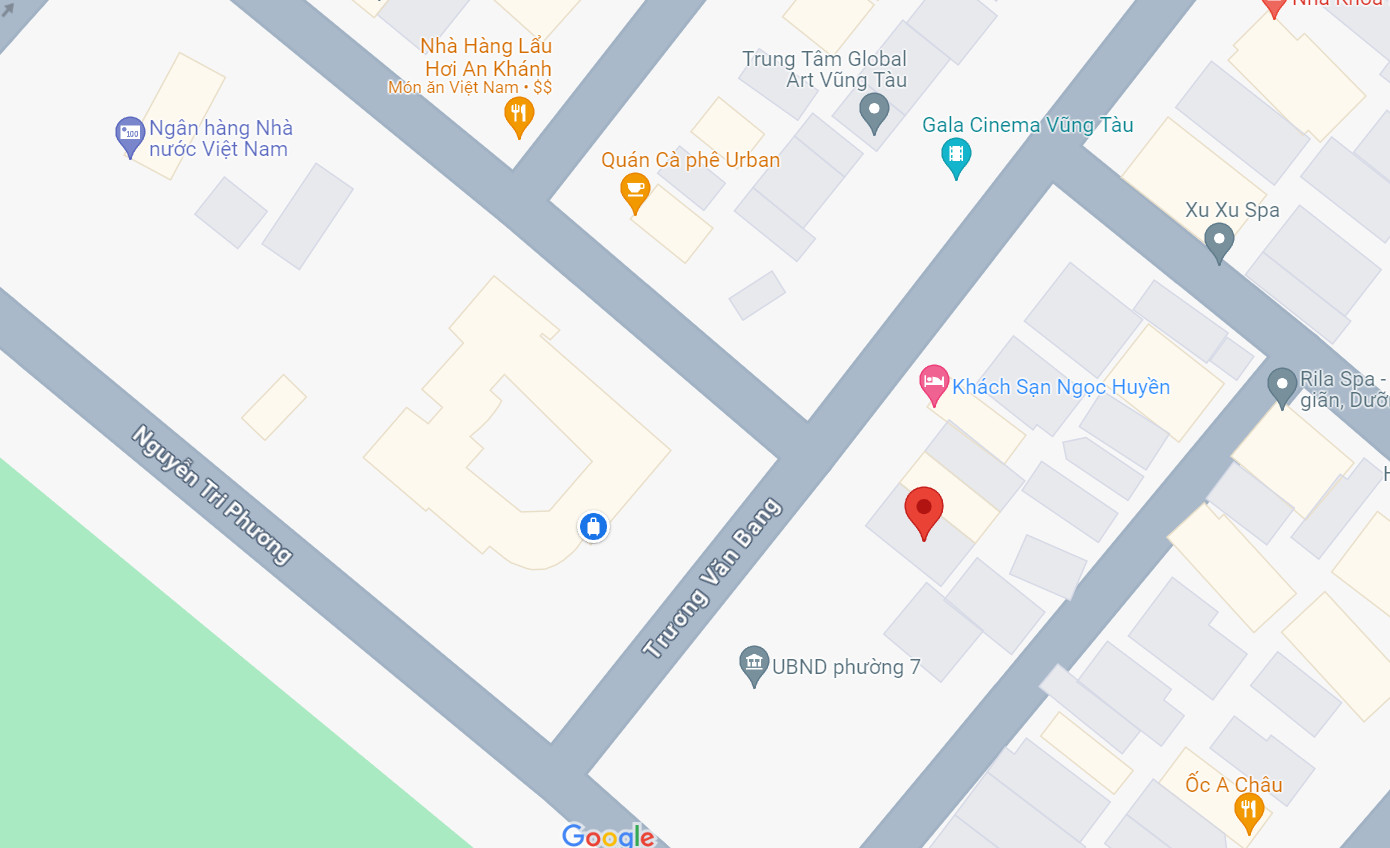 Nhà Hàng Lẩu
Hơi An Khánh
Món ăn Việt Nam • $$
Trung Tâm Global
Art Vũng Tàu
Ngân hàng Nhà
nước Việt Nam
Gala Cinema Vũng Tàu
Quán Cà phê Urban
Xu Xu Spa
Khách Sạn Ngọc Huyền
Rila Spa -
giãn, Dưỡ
Nguyễn Tri Phương
Trương Văn Bang
UBND phường 7
Ốc A Châu
Google